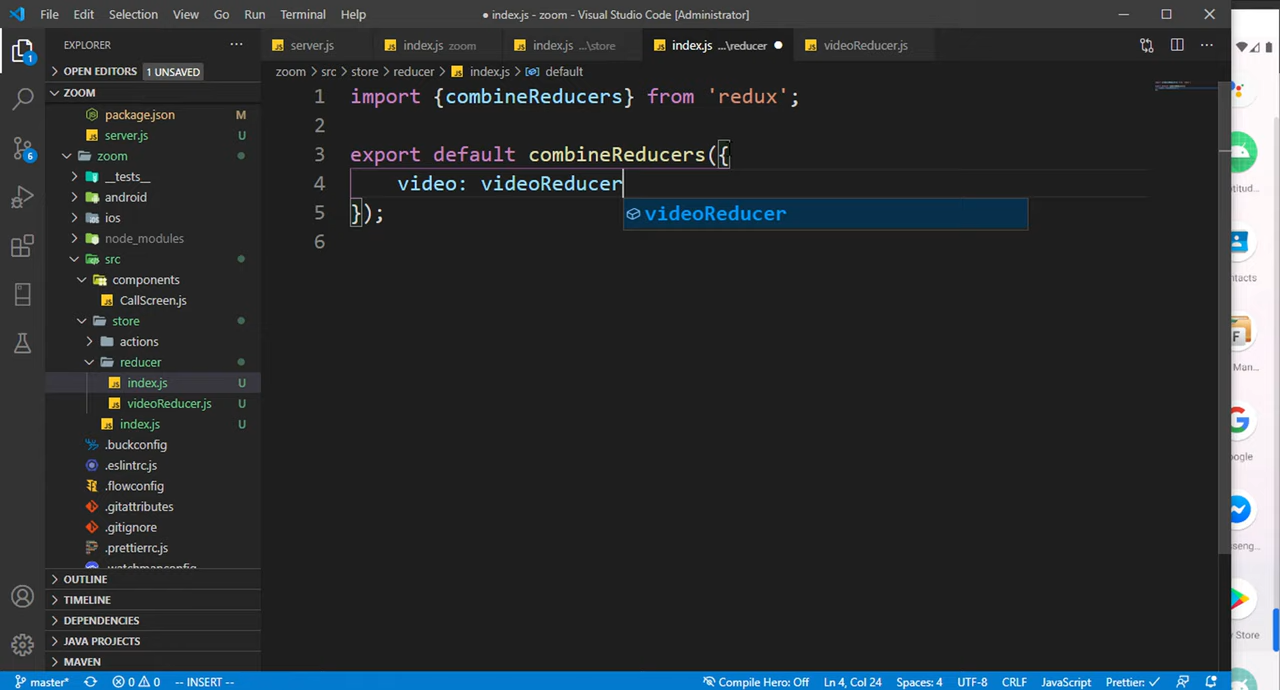 File Edit Selection View Go Run Terminal Help
● index.js - zoom - Visual Studio Code [Administrator]
EXPLORER ...
server.js
index.js zoom
index.js ...\store
index.js ...\reducer ●
videoReducer.js
OPEN EDITORS 1 UNSAVED
zoom > src > store > reducer > index.js > default
ZOOM
package.json M
server.js U
zoom
__tests__
android
ios
node_modules
src
components
CallScreen.js
store
actions
reducer
index.js U
videoReducer.js U
index.js U
.buckconfig
.eslintrc.js
.flowconfig
.gitattributes
.gitignore
.prettierrc.js
.watchmanconfig
OUTLINE
TIMELINE
DEPENDENCIES
JAVA PROJECTS
MAVEN
1 import {combineReducers} from 'redux';
2
3 export default combineReducers({
4 video: videoReducer
videoReducer
5 });
6
1
6
master*
0 0
-- INSERT --
Compile Hero: Off
Ln 4, Col 24
Spaces: 4
UTF-8
CRLF
JavaScript
Prettier: ✓